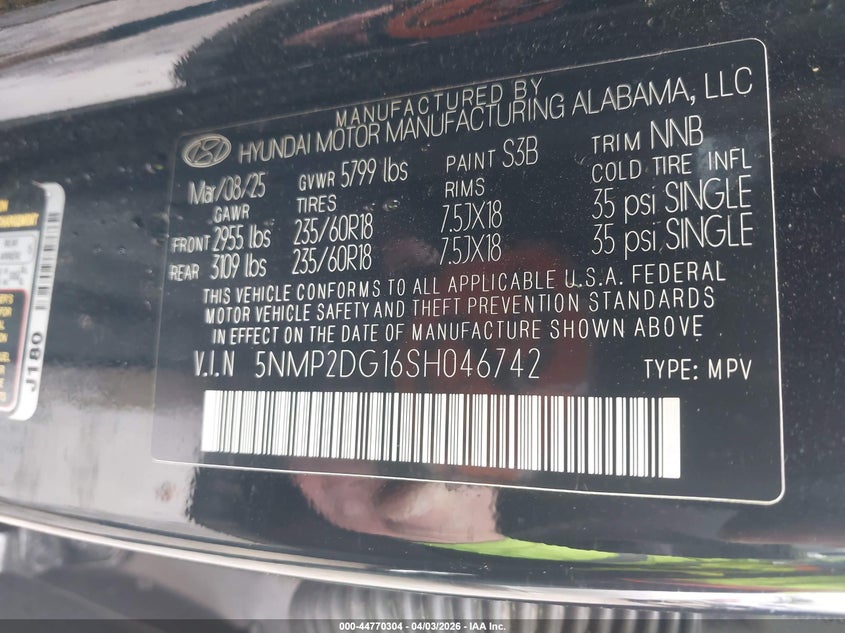 MANUFACTURED BY
HYUNDAI MOTOR MANUFACTURING ALABAMA, LLC
Mar/08/25 GVWR 5799 lbs PAINT S3B TRIM NNB
GAWR TIRES RIMS COLD TIRE INFL
FRONT 2955 lbs 235/60R18 7.5JX18 35 psi SINGLE
REAR 3109 lbs 235/60R18 7.5JX18 35 psi SINGLE
THIS VEHICLE CONFORMS TO ALL APPLICABLE U.S.A. FEDERAL
MOTOR VEHICLE SAFETY AND THEFT PREVENTION STANDARDS
IN EFFECT ON THE DATE OF MANUFACTURE SHOWN ABOVE
V.I.N 5NMP2DG16SH046742 TYPE: MPV
J180
000-44770304 - 04/03/2026 - IAA Inc.